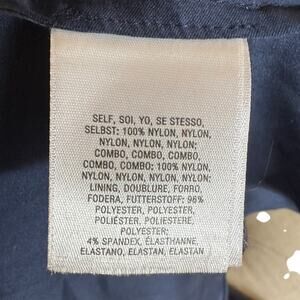 SELF, SOI, YO, SE STESSO,
SELBST: 100% NYLON, NYLON,
NYLON, NYLON, NYLON;
COMBO, COMBO, COMBO,
COMBO, COMBO: 100% NYLON,
NYLON, NYLON, NYLON, NYLON;
LINING, DOUBLURE, FORRO,
FODERA, FUTTERSTOFF: 96%
POLYESTER, POLYESTER,
POLIÉSTER, POLIESTERE,
POLYESTER;
4% SPANDEX, ÉLASTHANNE,
ELASTANO, ELASTAN, ELASTAN